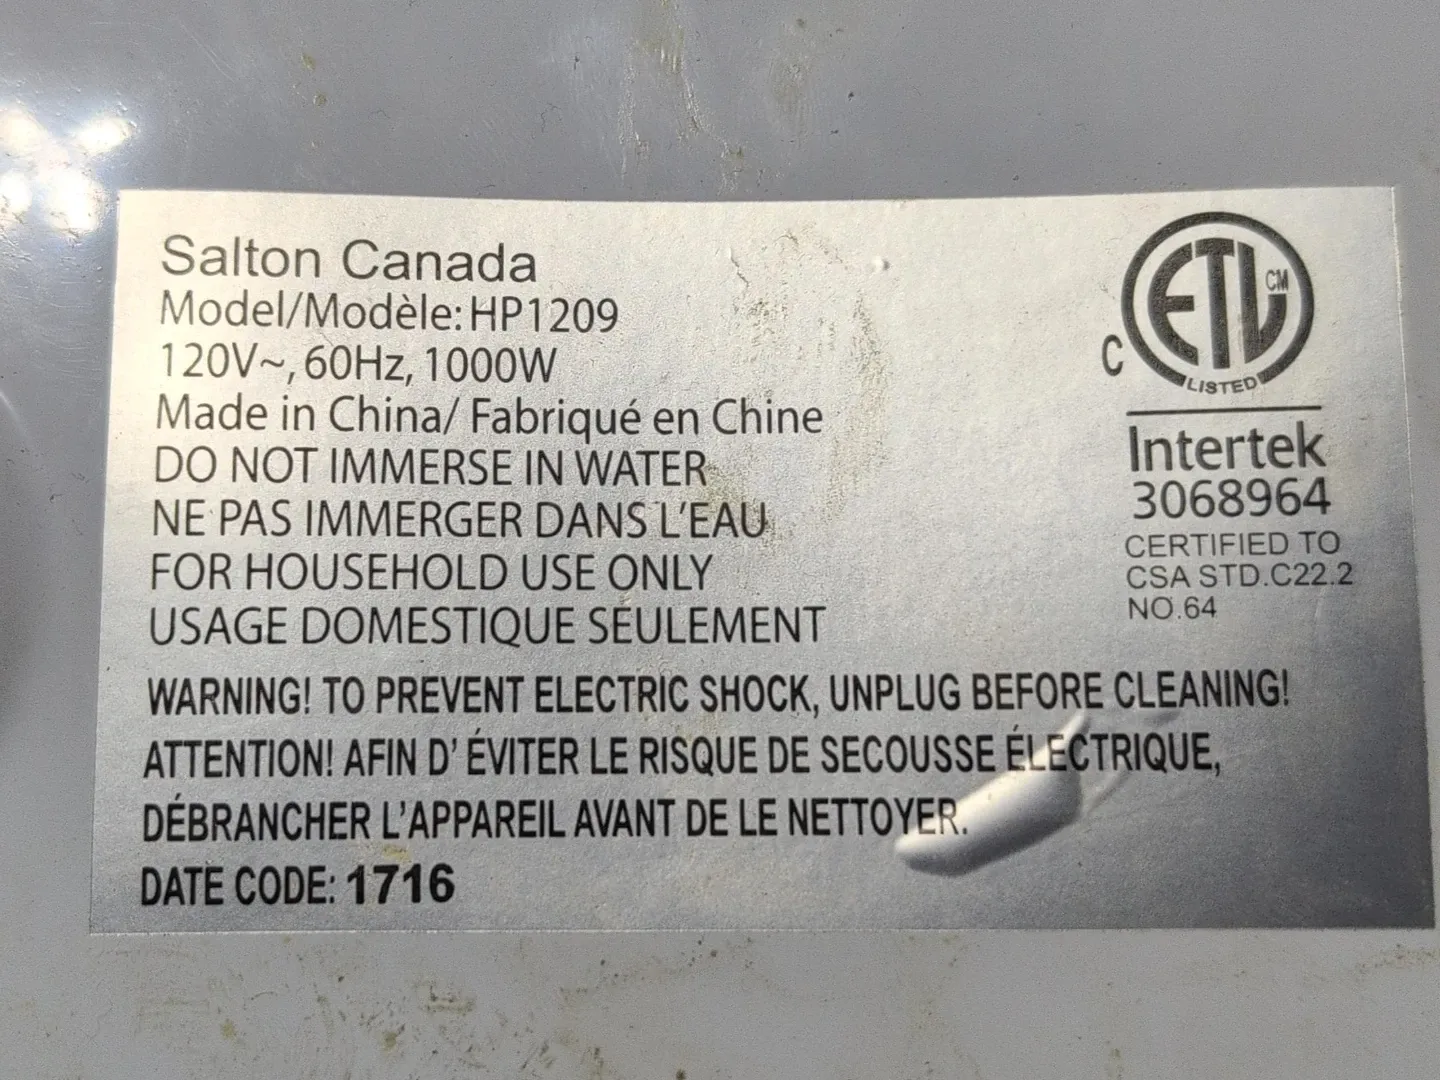 Salton Canada
Model/Modèle: HP1209
120V~, 60Hz, 1000W
Made in China/ Fabriqué en Chine
DO NOT IMMERSE IN WATER
NE PAS IMMERGER DANS L'EAU
FOR HOUSEHOLD USE ONLY
USAGE DOMESTIQUE SEULEMENT
WARNING! TO PREVENT ELECTRIC SHOCK, UNPLUG BEFORE CLEANING!
ATTENTION! AFIN D' ÉVITER LE RISQUE DE SECOUSSE ÉLECTRIQUE,
DÉBRANCHER L'APPAREIL AVANT DE LE NETTOYER.
DATE CODE: 1716
C
ETL CM
LISTED
Intertek
3068964
CERTIFIED TO
CSA STD.C22.2
NO.64